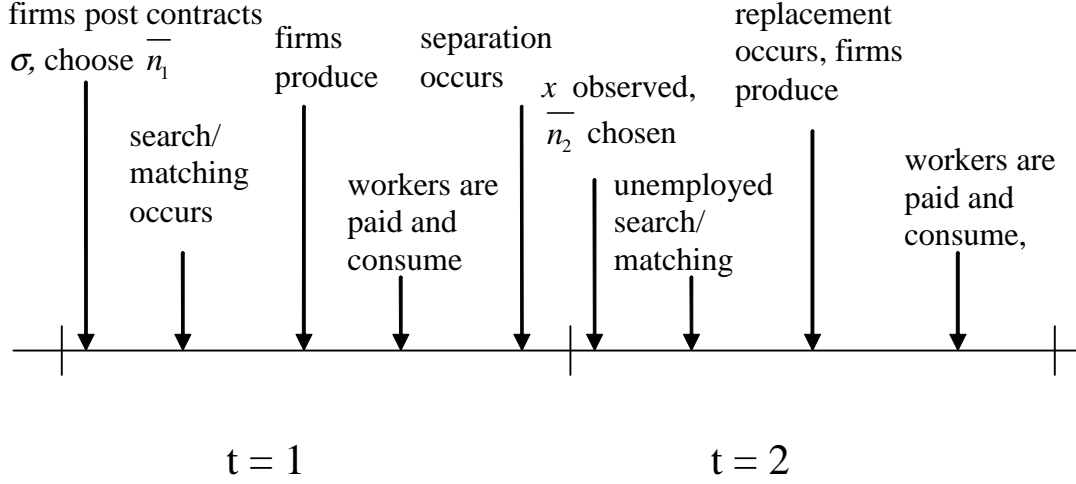 firms post contracts
σ, choose n̅₁
search/
matching
occurs
firms
produce
workers are
paid and
consume
separation
occurs
x observed,
n̅₂ chosen
unemployed
search/
matching
replacement
occurs, firms
produce
workers are
paid and
consume,
t = 1
t = 2